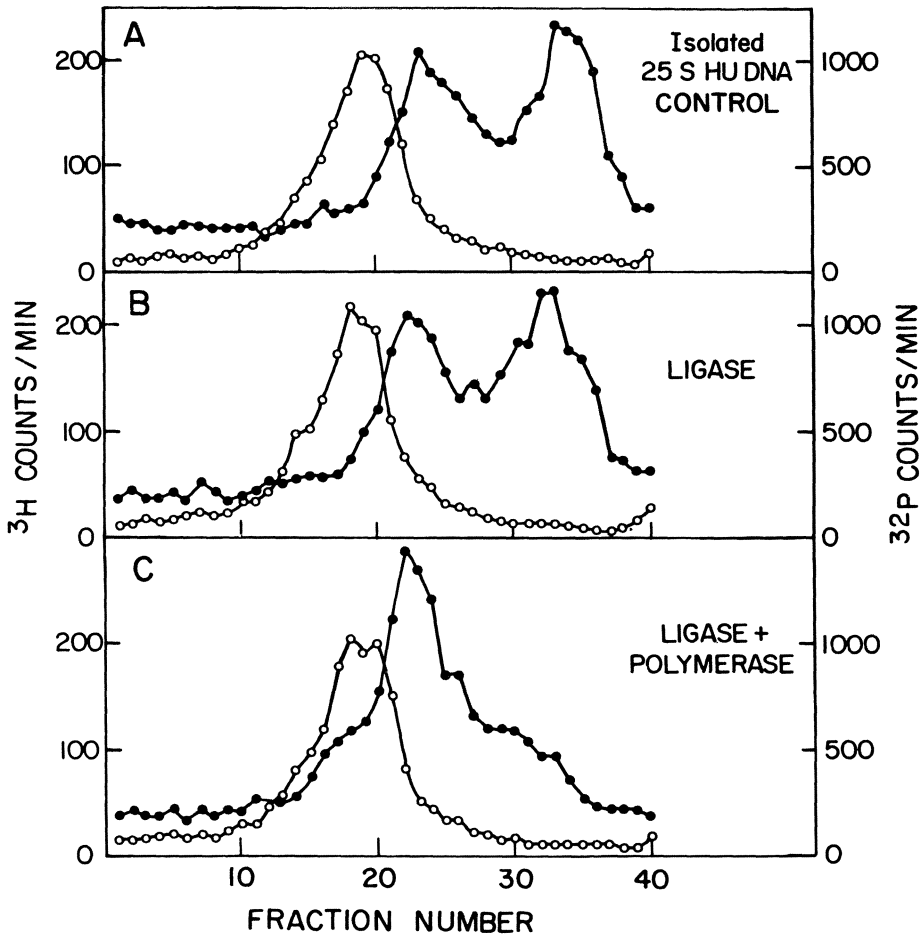 A
Isolated
25 S HU DNA
CONTROL
200
100
0
1000
500
0
B
LIGASE
200
100
0
1000
500
0
C
LIGASE +
POLYMERASE
200
100
0
1000
500
0
10
20
30
40
FRACTION NUMBER
³H COUNTS/MIN
³²P COUNTS/MIN